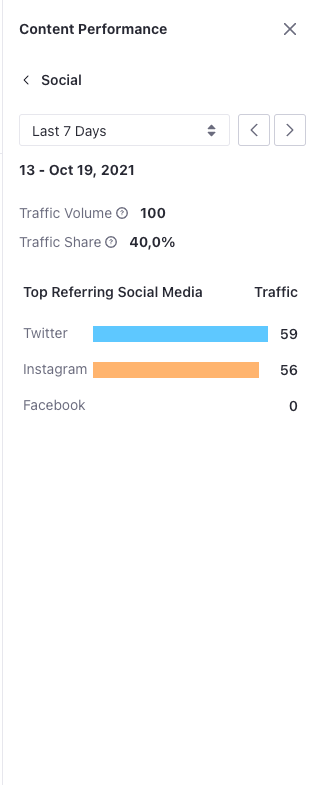 Content Performance
Social
Last 7 Days
13 - Oct 19, 2021
Traffic Volume ? 100
Traffic Share ? 40,0%
Top Referring Social Media Traffic
Twitter 59
Instagram 56
Facebook 0